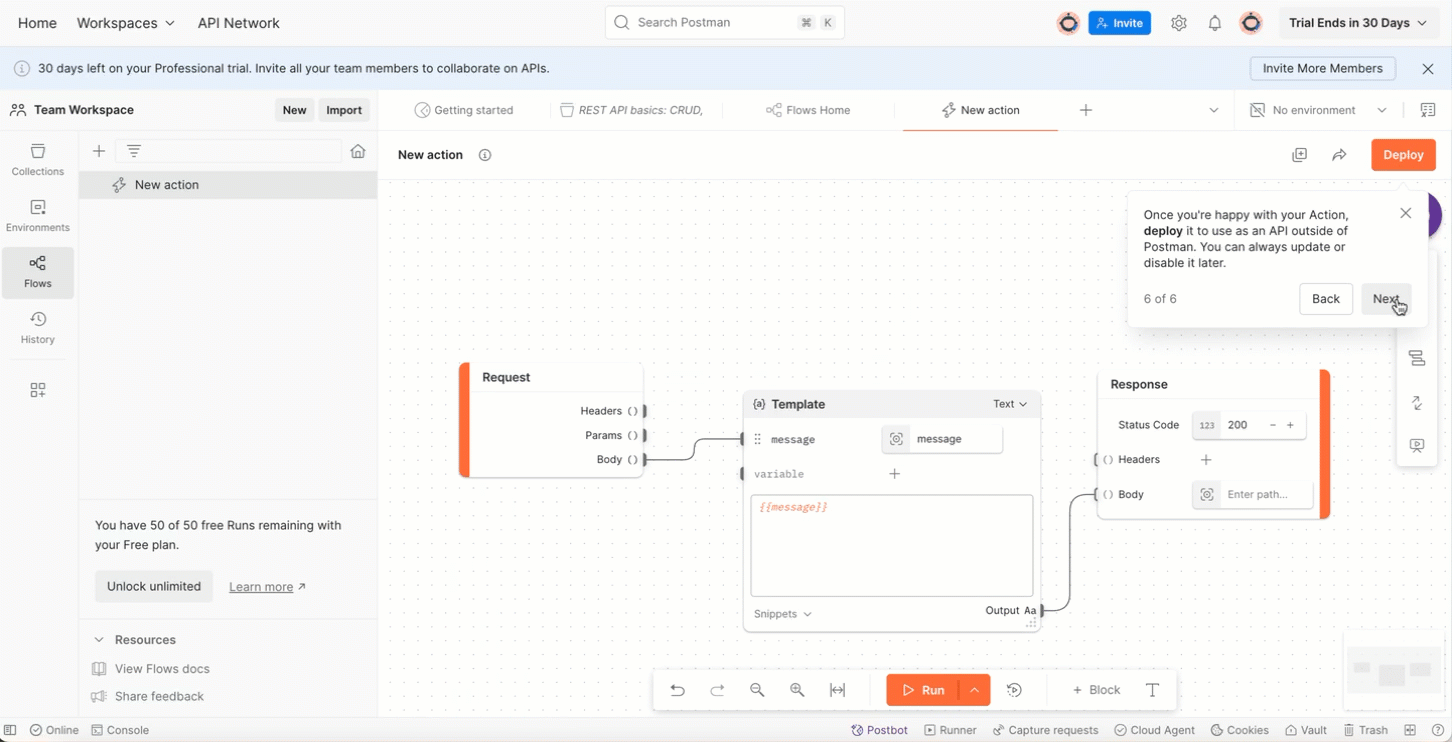 Home Workspaces API Network Search Postman ⌘ K Invite Trial Ends in 30 Days
30 days left on your Professional trial. Invite all your team members to collaborate on APIs. Invite More Members
Team Workspace New Import Getting started REST API basics: CRUD, Flows Home New action No environment
Collections
Environments
Flows
History
New action
You have 50 of 50 free Runs remaining with
your Free plan.
Unlock unlimited Learn more ↗
Resources
View Flows docs
Share feedback
New action Deploy
Once you're happy with your Action,
deploy it to use as an API outside of
Postman. You can always update or
disable it later.
6 of 6 Back Next
Request
Headers ()
Params ()
Body ()
{a} Template Text
message message
variable +
{{message}}
Snippets Output Aa
Response
Status Code 123 200 − +
() Headers +
() Body Enter path...
Run + Block T
Online Console Postbot Runner Capture requests Cloud Agent Cookies Vault Trash